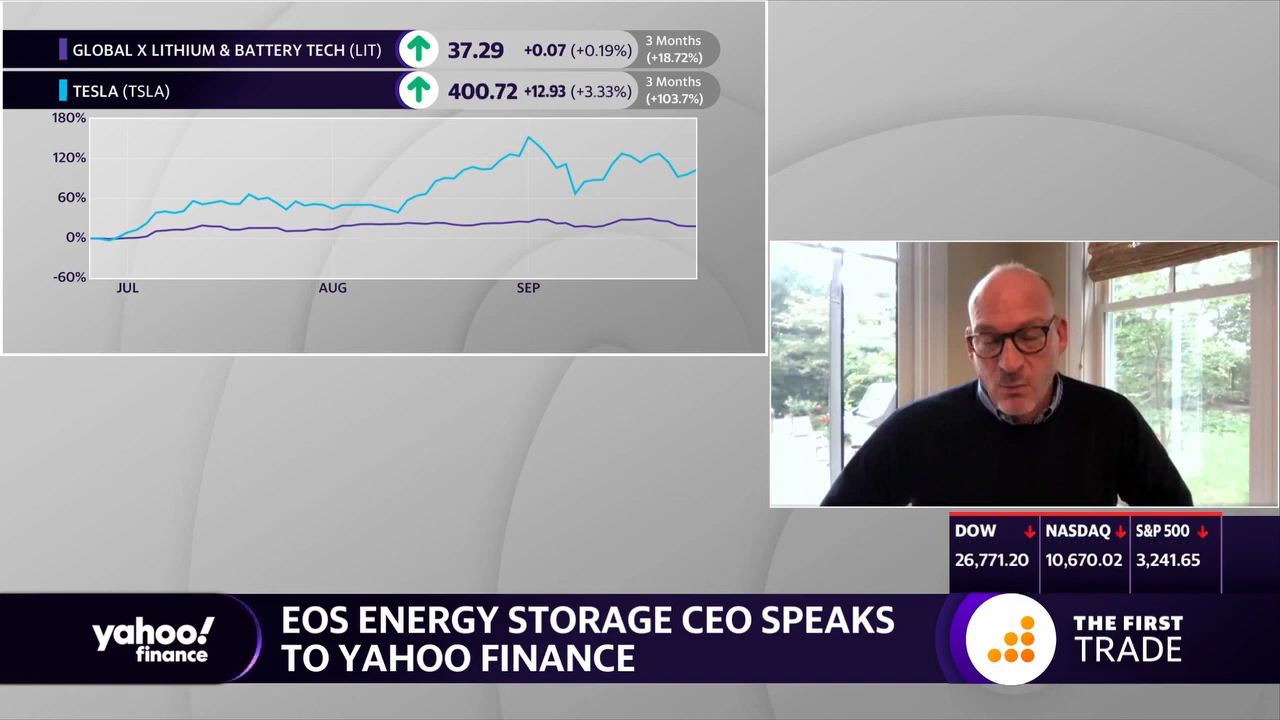 GLOBAL X LITHIUM & BATTERY TECH (LIT) 37.29 +0.07 (+0.19%) 3 Months (+18.72%)
TESLA (TSLA) 400.72 +12.93 (+3.33%) 3 Months (+103.7%)
180%
120%
60%
0%
-60%
JUL AUG SEP
DOW NASDAQ S&P 500
26,771.20 10,670.02 3,241.65
yahoo!
finance
EOS ENERGY STORAGE CEO SPEAKS
TO YAHOO FINANCE
THE FIRST
TRADE